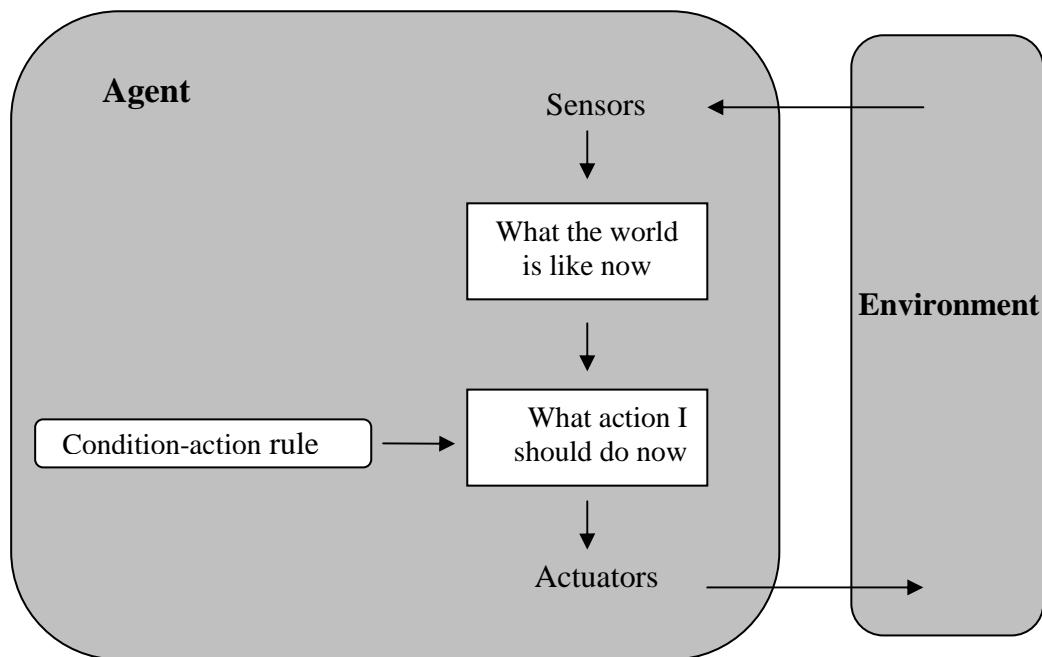 Agent
Sensors
What the world
is like now
Environment
What action I
should do now
Condition-action rule
Actuators